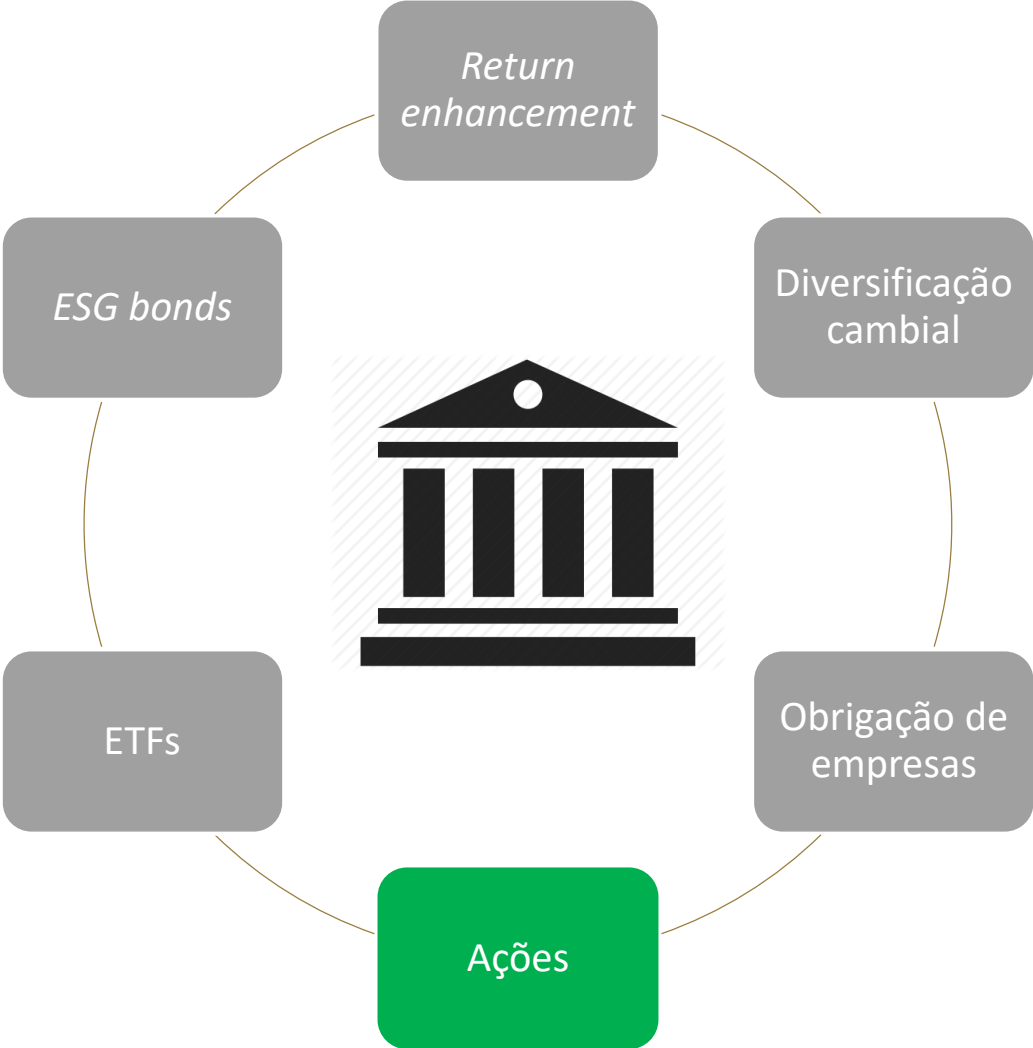 Return
enhancement
Diversificação
cambial
Obrigação de
empresas
Ações
ETFs
ESG bonds